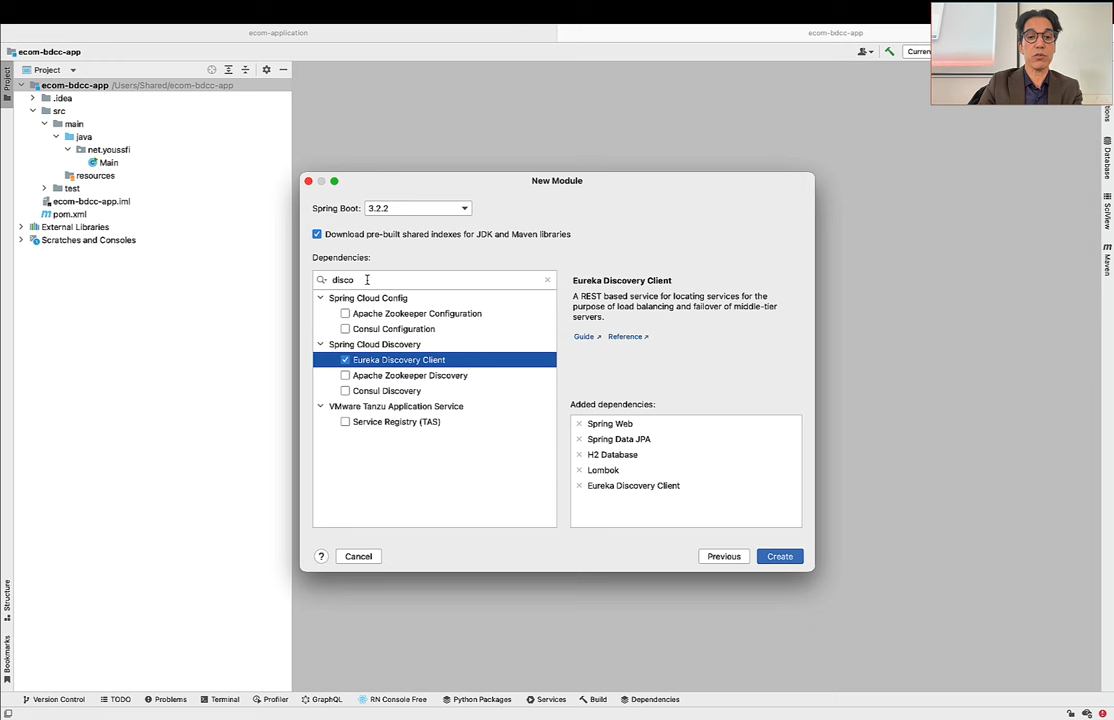 ecom-application
ecom-bdcc-app
ecom-bdcc-app
Curren
Project
Project
ecom-bdcc-app /Users/Shared/ecom-bdcc-app
.idea
src
main
java
net.youssfi
Main
resources
test
ecom-bdcc-app.iml
pom.xml
External Libraries
Scratches and Consoles
New Module
Spring Boot: 3.2.2
Download pre-built shared indexes for JDK and Maven libraries
Dependencies:
disco
Spring Cloud Config
Apache Zookeeper Configuration
Consul Configuration
Spring Cloud Discovery
Eureka Discovery Client
Apache Zookeeper Discovery
Consul Discovery
VMware Tanzu Application Service
Service Registry (TAS)
Eureka Discovery Client
A REST based service for locating services for the
purpose of load balancing and failover of middle-tier
servers.
Guide Reference
Added dependencies:
Spring Web
Spring Data JPA
H2 Database
Lombok
Eureka Discovery Client
? Cancel Previous Create
tions
Database
SciView
m Maven
Structure
Bookmarks
Version Control TODO Problems Terminal Profiler GraphQL RN Console Free Python Packages Services Build Dependencies